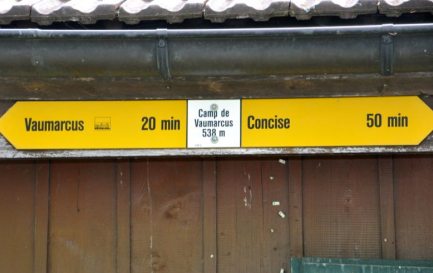 Vaumarcus 20 min
Camp de
Vaumarcus
538 m
Concise 50 min